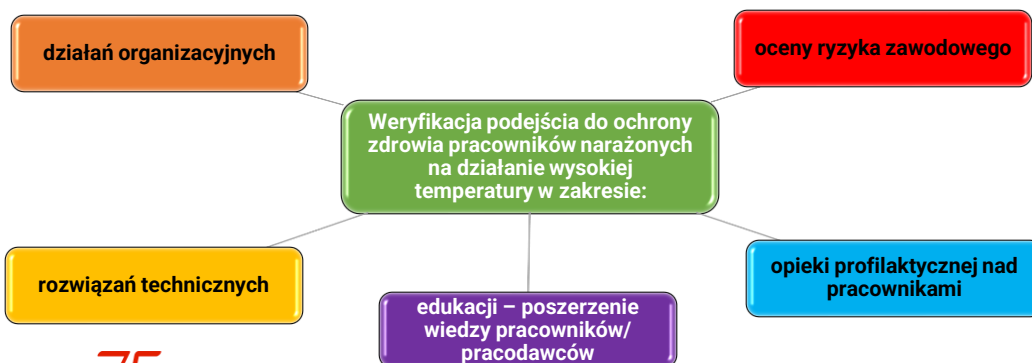 działań organizacyjnych
oceny ryzyka zawodowego
Weryfikacja podejścia do ochrony
zdrowia pracowników narażonych
na działanie wysokiej
temperatury w zakresie:
rozwiązań technicznych
edukacji – poszerzenie
wiedzy pracowników/
pracodawców
opieki profilaktycznej nad
pracownikami